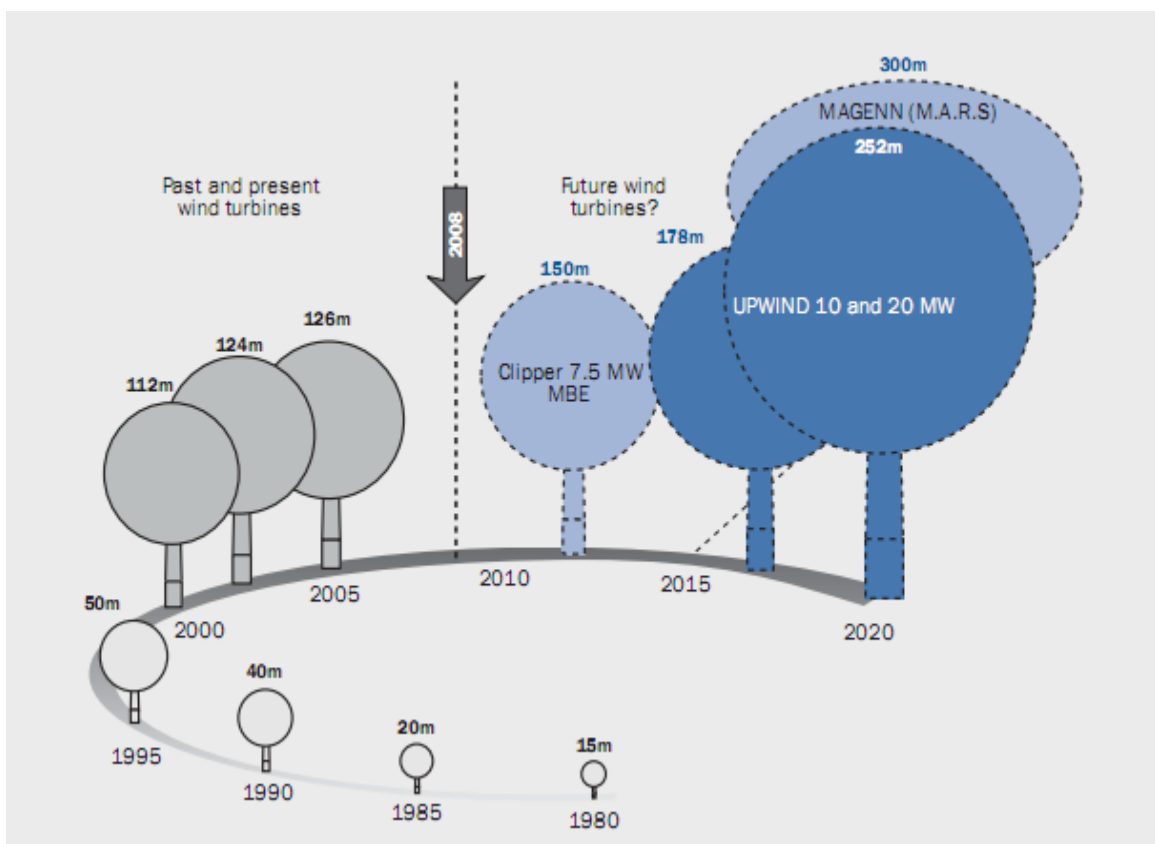 300m
MAGENN (M.A.R.S)
252m
Past and present
wind turbines
Future wind
turbines?
2008
178m
150m
UPWIND 10 and 20 MW
126m
124m
Clipper 7.5 MW
MBE
112m
2010
2015
2005
50m
2000
2020
40m
20m
15m
1995
1990
1985
1980